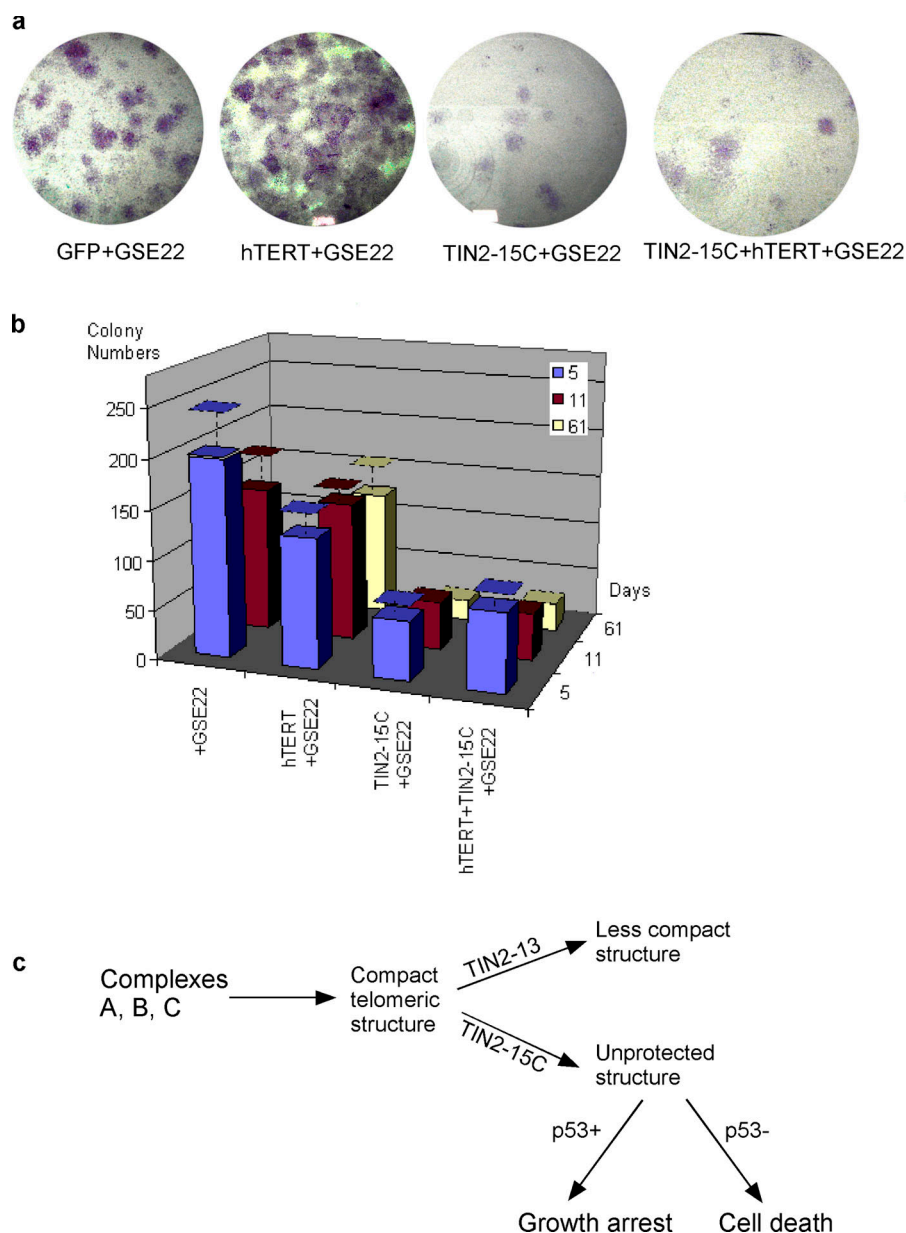 a
GFP+GSE22
hTERT+GSE22
TIN2-15C+GSE22
TIN2-15C+hTERT+GSE22
b
Colony
Numbers
250
200
150
100
50
0
5
11
61
Days
61
11
5
+GSE22
hTERT
+GSE22
TIN2-15C
+GSE22
hTERT+TIN2-15C
+GSE22
c
Complexes
A, B, C
Compact
telomeric
structure
TIN2-13
Less compact
structure
TIN2-15C
Unprotected
structure
p53+
p53-
Growth arrest
Cell death